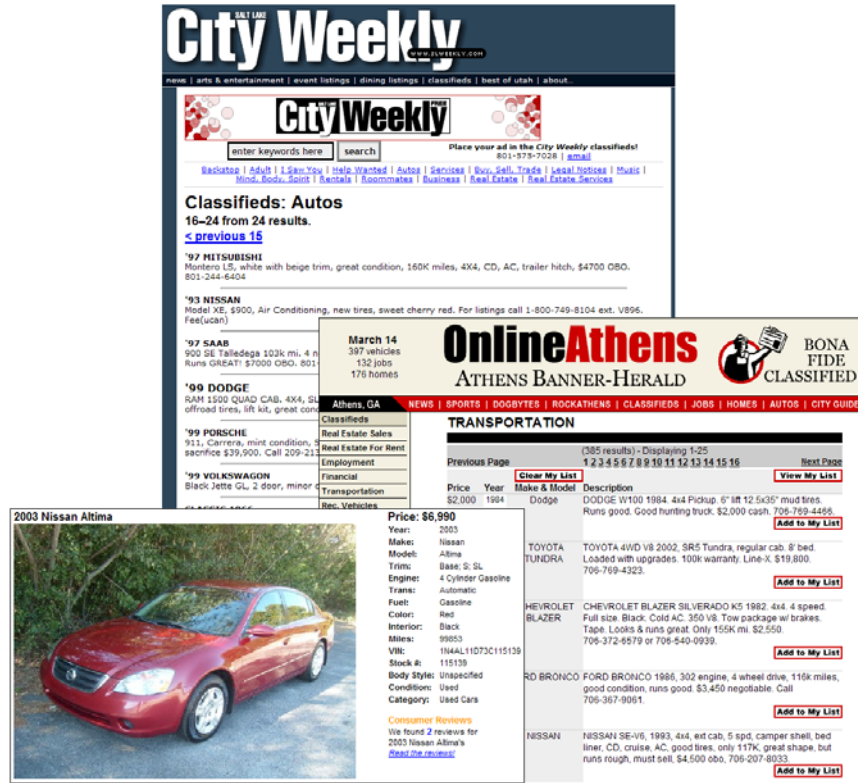 SALT LAKE
City Weekly
WWW.SLWEEKLY.COM
news | arts & entertainment | event listings | dining listings | classifieds | best of utah | about...
City Weekly
enter keywords here
search
Place your ad in the City Weekly classifieds!
801-575-7028 | email
Backstop | Adult | I Saw You | Help Wanted | Autos | Services | Buy, Sell, Trade | Legal Notices | Music |
Mind, Body, Spirit | Rentals | Roommates | Business | Real Estate | Real Estate Services
Classifieds: Autos
16–24 from 24 results.
< previous 15
'97 MITSUBISHI
Montero LS, white with beige trim, great condition, 160K miles, 4X4, CD, AC, trailer hitch, $4700 OBO.
801-244-6404
'93 NISSAN
Model XE, $900, Air Conditioning, new tires, sweet cherry red. For listings call 1-800-749-8104 ext. V896.
Fee(ucan)
'97 SAAB
900 SE Talledega 103k mi. 4 n
Runs GREAT! $7000 OBO. 801-
'99 DODGE
RAM 1500 QUAD CAB. 4X4, SL
offroad tires, lift kit, great con
'99 PORSCHE
911, Carrera, mint condition, 5
sacrifice $39,900. Call 209-213
'99 VOLKSWAGON
Black Jette GL, 2 door, minor
March 14
397 vehicles
132 jobs
176 homes
OnlineAthens
ATHENS BANNER-HERALD
BONA
FIDE
CLASSIFIED
Athens, GA
NEWS | SPORTS | DOGBYTES | ROCKATHENS | CLASSIFIEDS | JOBS | HOMES | AUTOS | CITY GUIDE
Classifieds
Real Estate Sales
Real Estate For Rent
Employment
Financial
Transportation
Rec. Vehicles
TRANSPORTATION
(385 results) - Displaying 1-25
Previous Page
1 2 3 4 5 6 7 8 9 10 11 12 13 14 15 16
Next Page
Clear My List
View My List
Price Year Make & Model Description
$2,000 1984 Dodge DODGE W100 1984. 4x4 Pickup. 6" lift 12.5x35" mud tires.
Runs good. Good hunting truck. $2,000 cash. 706-769-4466.
Add to My List
TOYOTA TUNDRA
TOYOTA 4WD V8 2002, SR5 Tundra, regular cab. 8' bed.
Loaded with upgrades. 100k warranty. Line-X. $19,800.
706-769-4323.
Add to My List
HEVROLET BLAZER
CHEVROLET BLAZER SILVERADO K5 1982. 4x4. 4 speed.
Full size. Black. Cold AC. 350 V8. Tow package w/ brakes.
Tape. Looks & runs great. Only 155K mi. $2,550.
706-372-6579 or 706-540-0939.
Add to My List
RD BRONCO
FORD BRONCO 1986, 302 engine, 4 wheel drive, 116k miles,
good condition, runs good. $3,450 negotiable. Call
706-367-9061.
Add to My List
NISSAN
NISSAN SE-V6, 1993, 4x4, ext cab, 5 spd, camper shell, bed
liner, CD, cruise, AC, good tires, only 117K, great shape, but
runs rough, must sell, $4,500 obo, 706-207-8033.
Add to My List
2003 Nissan Altima
Price: $6,990
Year: 2003
Make: Nissan
Model: Altima
Trim: Base; S; SL
Engine: 4 Cylinder Gasoline
Trans: Automatic
Fuel: Gasoline
Color: Red
Interior: Black
Miles: 99853
VIN: 1N4AL11D73C115139
Stock #: 115139
Body Style: Unspecified
Condition: Used
Category: Used Cars
Consumer Reviews
We found 2 reviews for
2003 Nissan Altima's
Read the reviews!